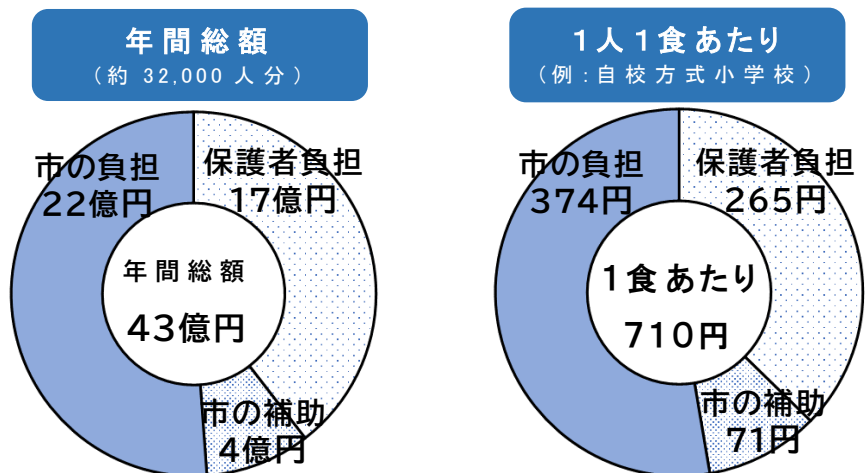 年間総額
（約 32,000 人分）
市の負担
22億円
保護者負担
17億円
年間総額
43億円
市の補助
4億円
１人１食あたり
（例：自校方式小学校）
市の負担
374円
保護者負担
265円
１食あたり
710円
市の補助
71円